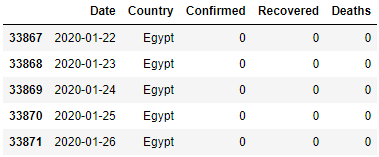 Date Country Confirmed Recovered Deaths
33867 2020-01-22 Egypt 0 0 0
33868 2020-01-23 Egypt 0 0 0
33869 2020-01-24 Egypt 0 0 0
33870 2020-01-25 Egypt 0 0 0
33871 2020-01-26 Egypt 0 0 0